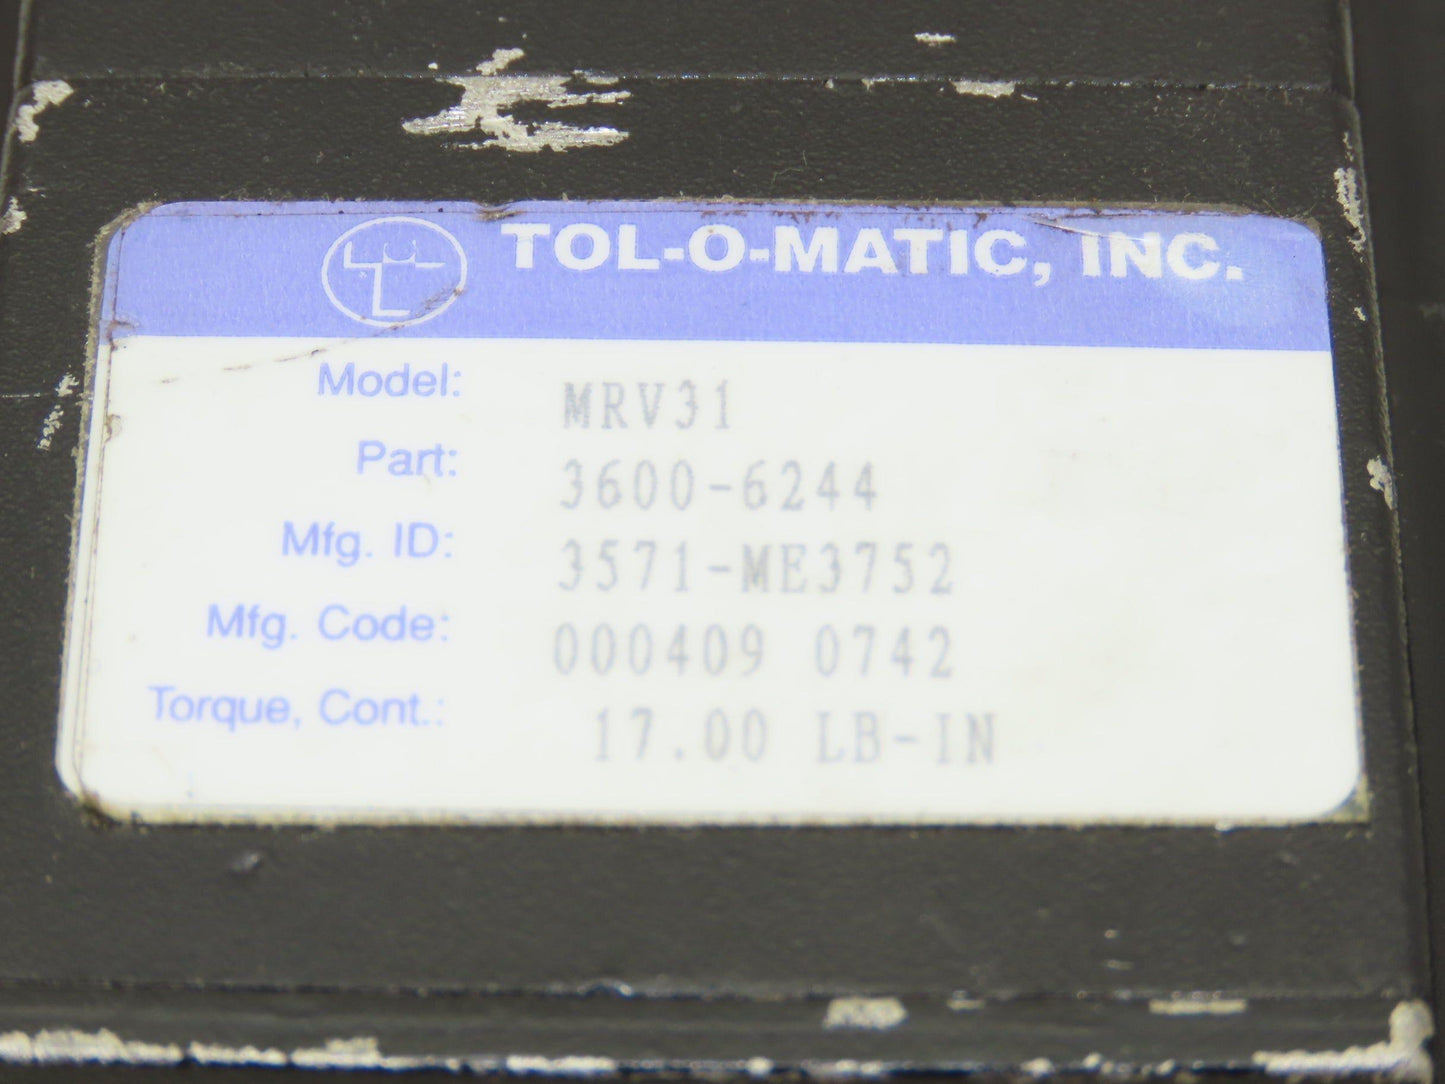 TOL-O-MATIC, INC.
Model: MRV31
Part: 3600-6244
Mfg. ID: 3571-ME3752
Mfg. Code: 000409 0742
Torque, Cont.: 17.00 LB-IN